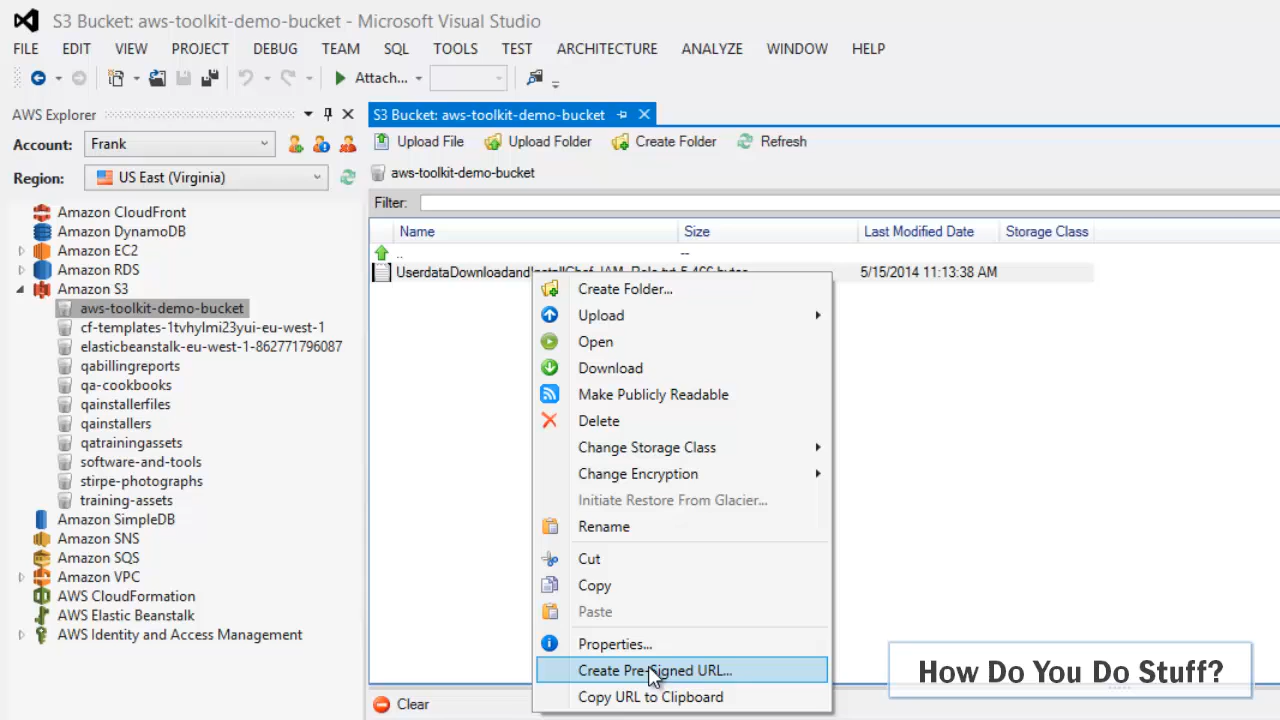 S3 Bucket: aws-toolkit-demo-bucket - Microsoft Visual Studio
FILE EDIT VIEW PROJECT DEBUG TEAM SQL TOOLS TEST ARCHITECTURE ANALYZE WINDOW HELP
Attach...
AWS Explorer
Account: Frank
Region: US East (Virginia)
Amazon CloudFront
Amazon DynamoDB
Amazon EC2
Amazon RDS
Amazon S3
aws-toolkit-demo-bucket
cf-templates-1tvhylmi23yui-eu-west-1
elasticbeanstalk-eu-west-1-862771796087
qabillingreports
qa-cookbooks
qainstallerfiles
qainstallers
qatrainingassets
software-and-tools
stirpe-photographs
training-assets
Amazon SimpleDB
Amazon SNS
Amazon SQS
Amazon VPC
AWS CloudFormation
AWS Elastic Beanstalk
AWS Identity and Access Management
S3 Bucket: aws-toolkit-demo-bucket
Upload File Upload Folder Create Folder Refresh
aws-toolkit-demo-bucket
Filter:
Name Size Last Modified Date Storage Class
.. --
UserdataDownloadandInstallChef_IAM_Role.txt 5,466 bytes 5/15/2014 11:13:38 AM
Create Folder...
Upload
Open
Download
Make Publicly Readable
Delete
Change Storage Class
Change Encryption
Initiate Restore From Glacier...
Rename
Cut
Copy
Paste
Properties...
Create Pre-Signed URL...
Copy URL to Clipboard
Clear
How Do You Do Stuff?